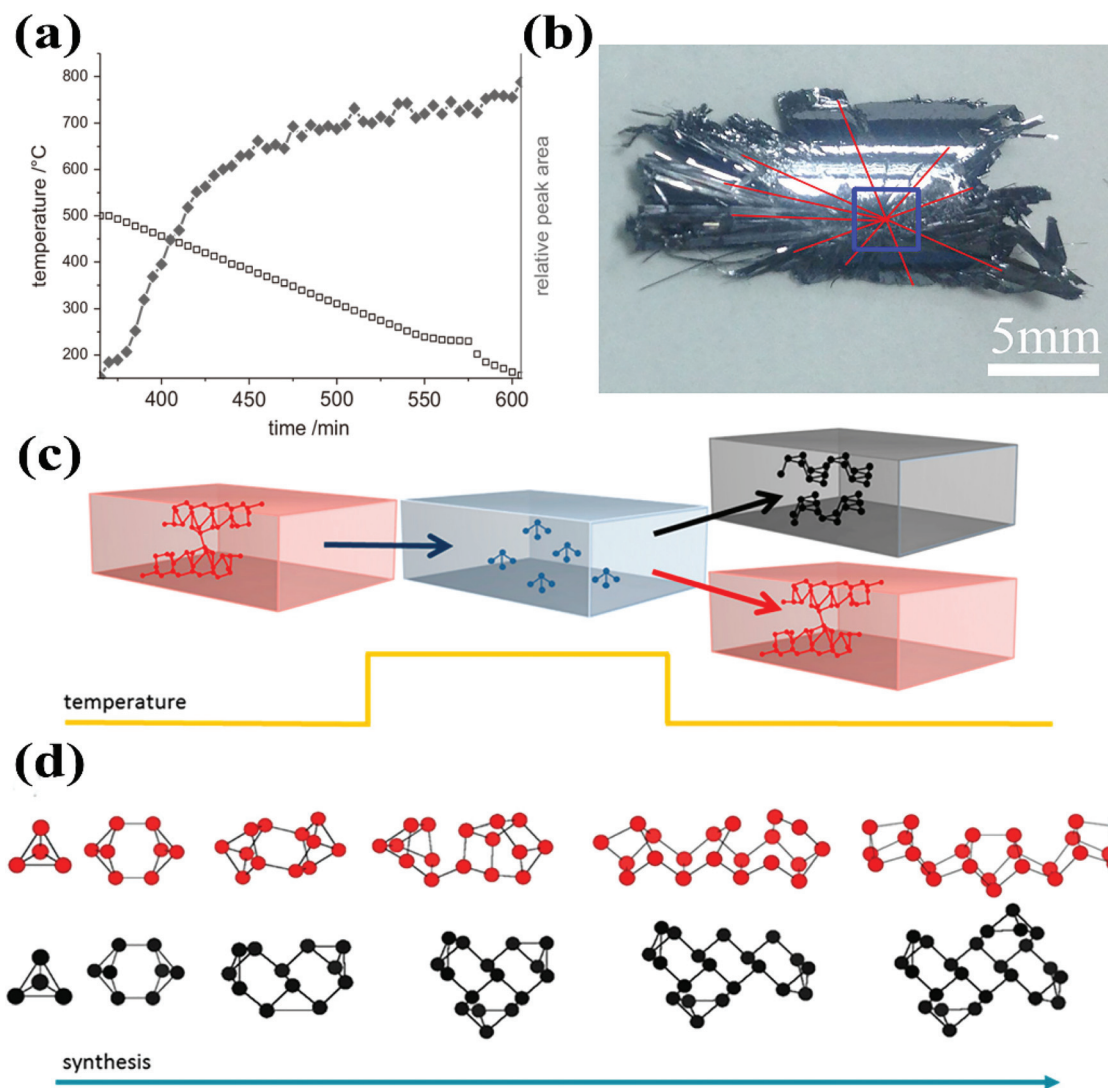 (a)
800
700
600
500
400
300
200
temperature /°C
relative peak area
400
450
500
550
600
time /min
(b)
5mm
(c)
temperature
(d)
synthesis